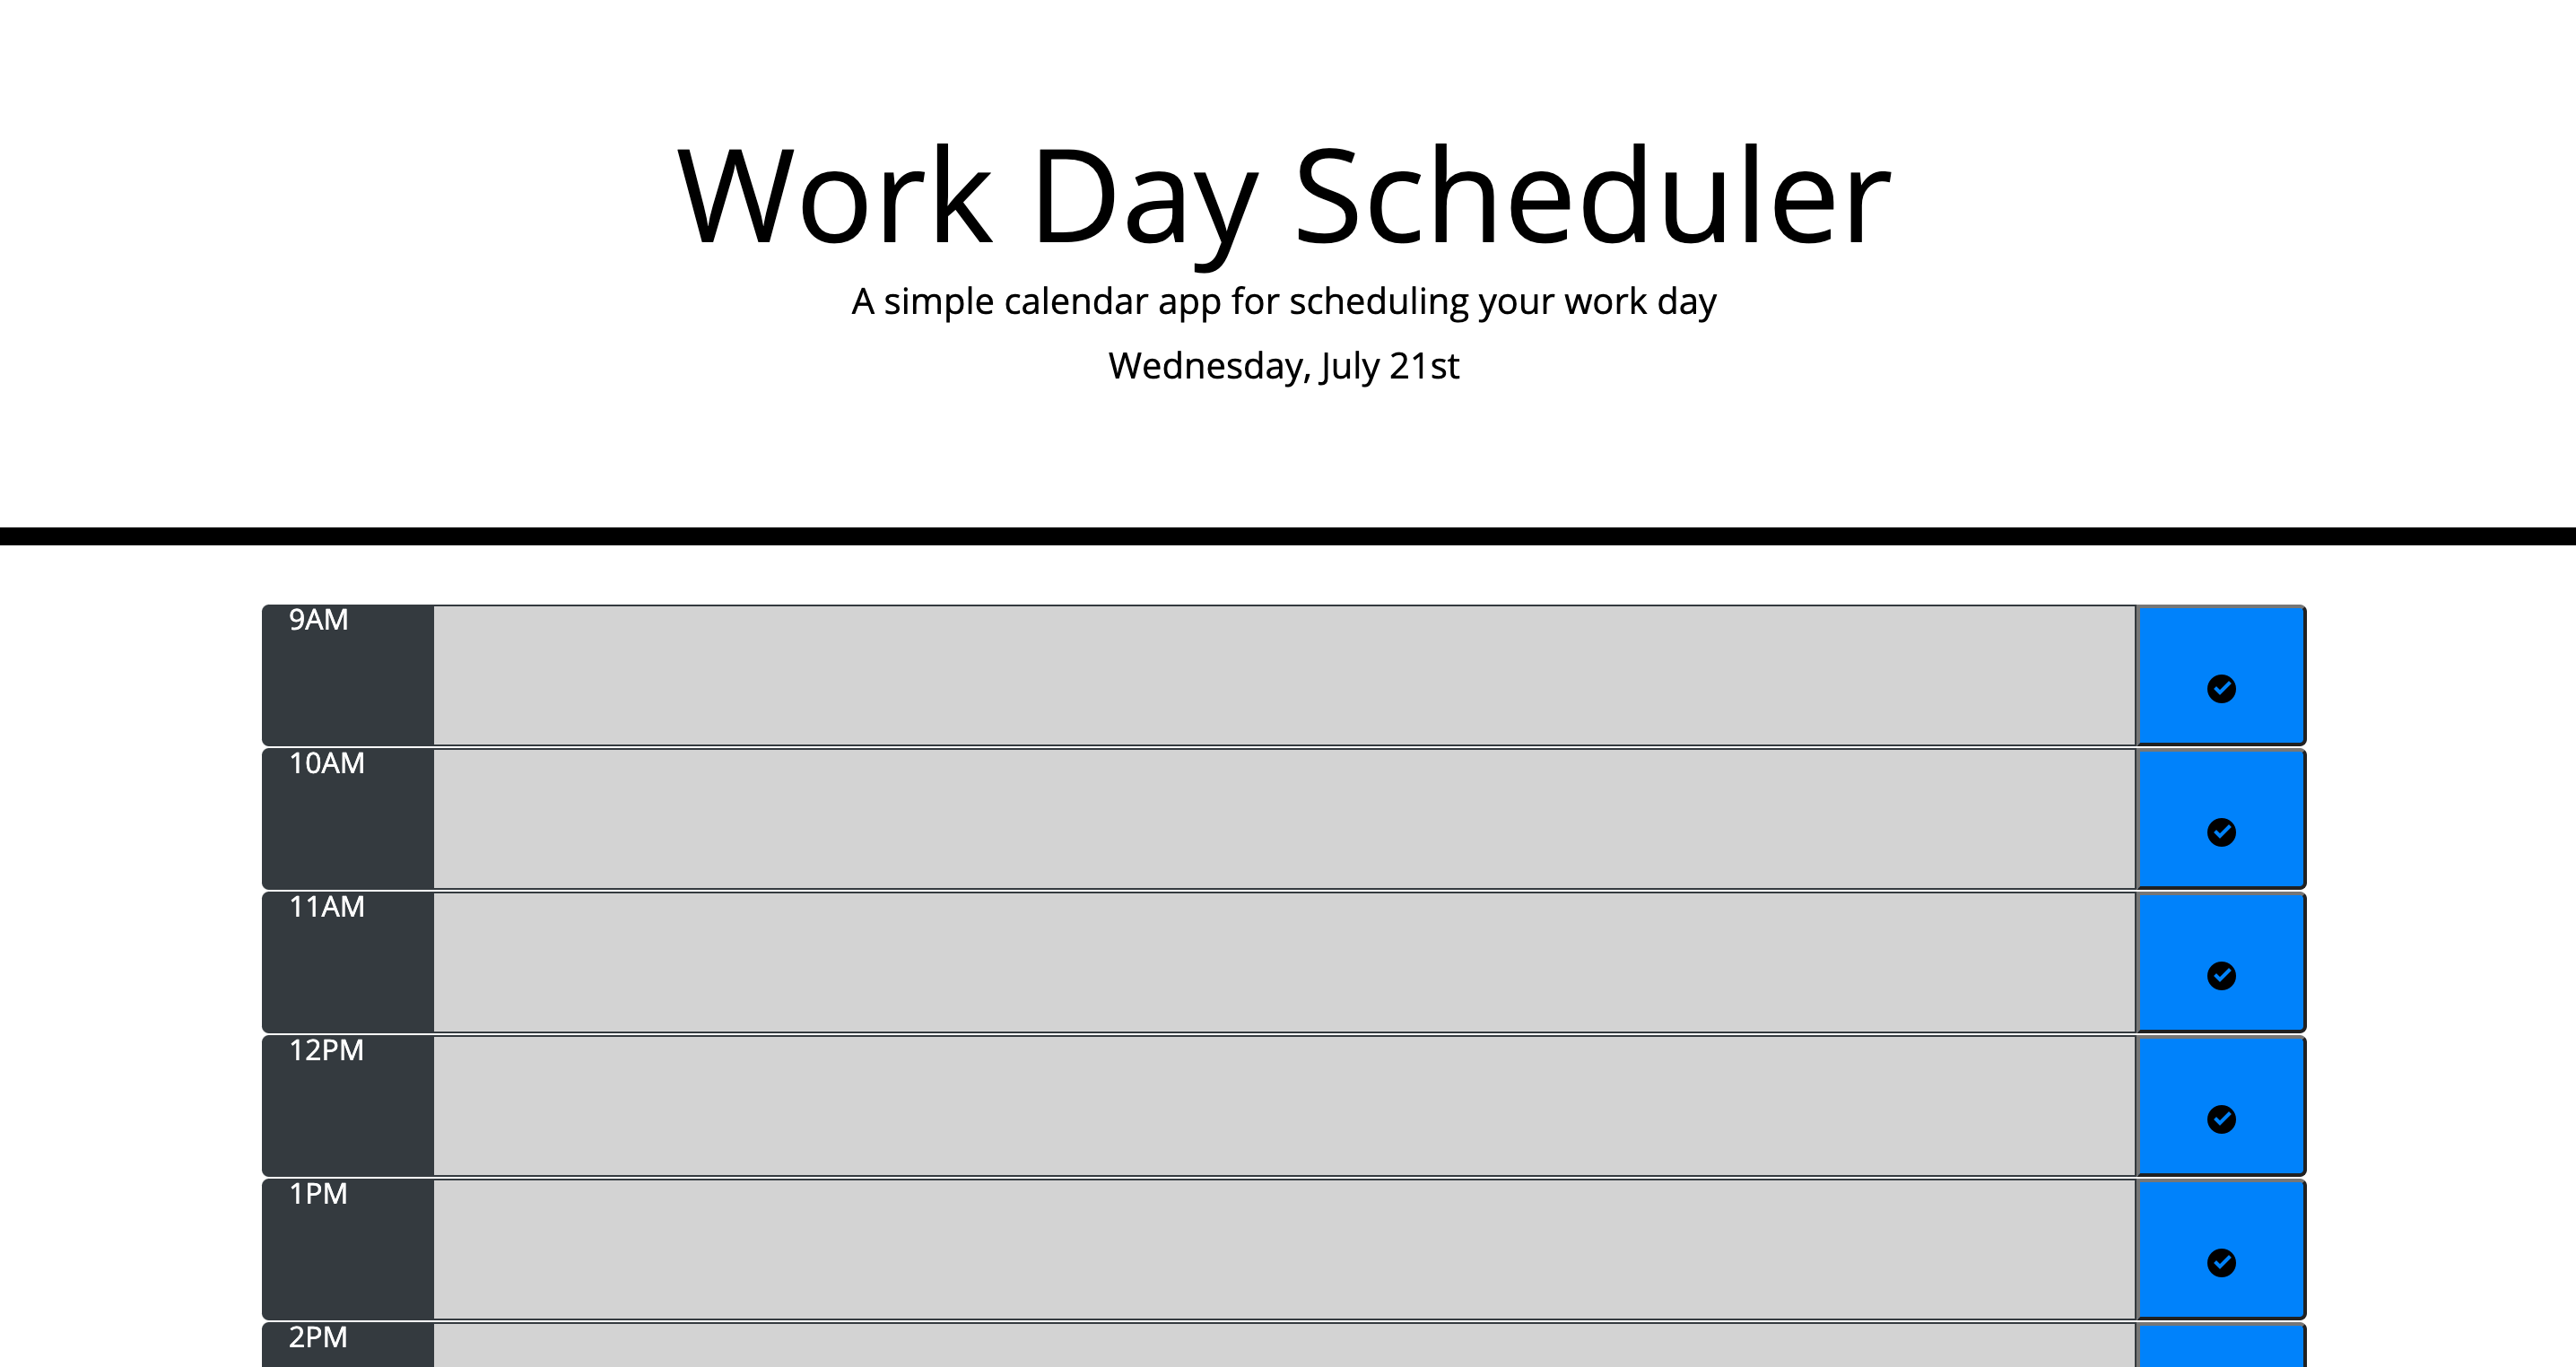 Work Day Scheduler
A simple calendar app for scheduling your work day
Wednesday, July 21st
9AM
10AM
11AM
12PM
1PM
2PM